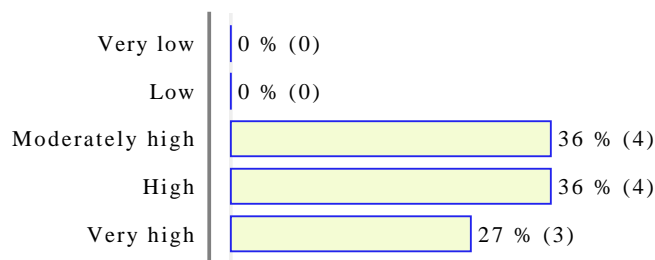 Very low 0 % (0)
Low 0 % (0)
Moderately high 36 % (4)
High 36 % (4)
Very high 27 % (3)